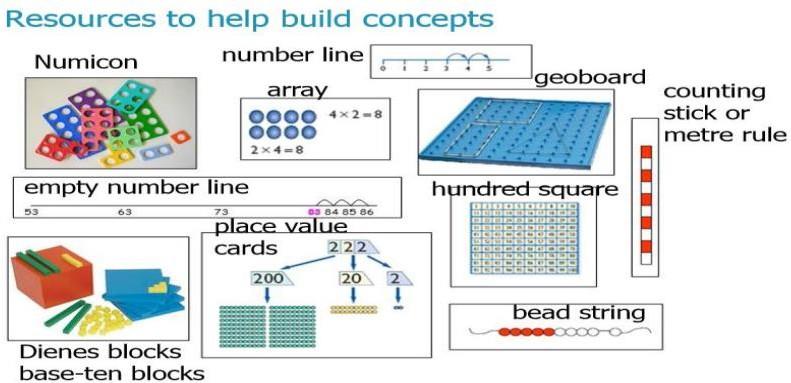 Resources to help build concepts
Numicon
number line
0 1 2 3 4 5
array
4 × 2 = 8
2 × 4 = 8
geoboard
counting
stick or
metre rule
empty number line
53 63 73 83 84 85 86
hundred square
place value
cards
222
200 20 2
bead string
Dienes blocks
base-ten blocks